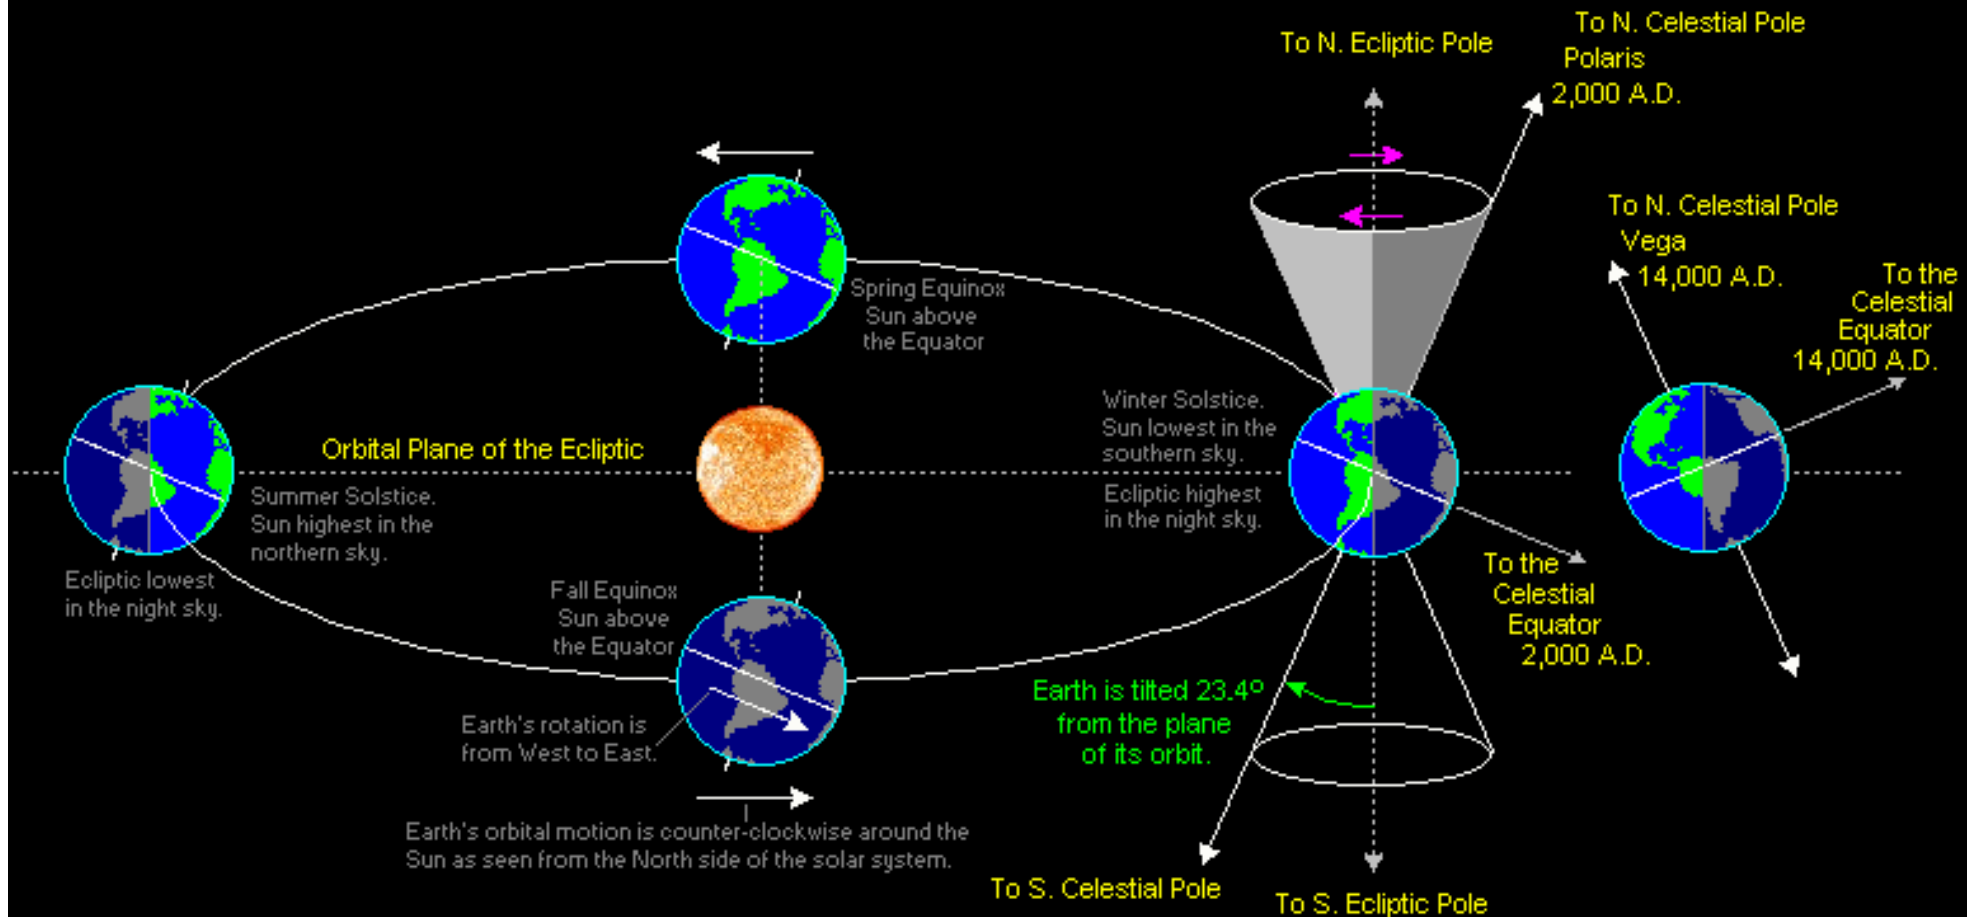 To N. Ecliptic Pole
To N. Celestial Pole
Polaris
2,000 A.D.
To N. Celestial Pole
Vega
14,000 A.D.
To the
Celestial
Equator
14,000 A.D.
Spring Equinox
Sun above
the Equator
Orbital Plane of the Ecliptic
Winter Solstice.
Sun lowest in the
southern sky.
Ecliptic highest
in the night sky.
Summer Solstice.
Sun highest in the
northern sky.
Ecliptic lowest
in the night sky.
Fall Equinox
Sun above
the Equator
To the
Celestial
Equator
2,000 A.D.
Earth is tilted 23.4º
from the plane
of its orbit.
Earth's rotation is
from West to East.
Earth's orbital motion is counter-clockwise around the
Sun as seen from the North side of the solar system.
To S. Celestial Pole
To S. Ecliptic Pole